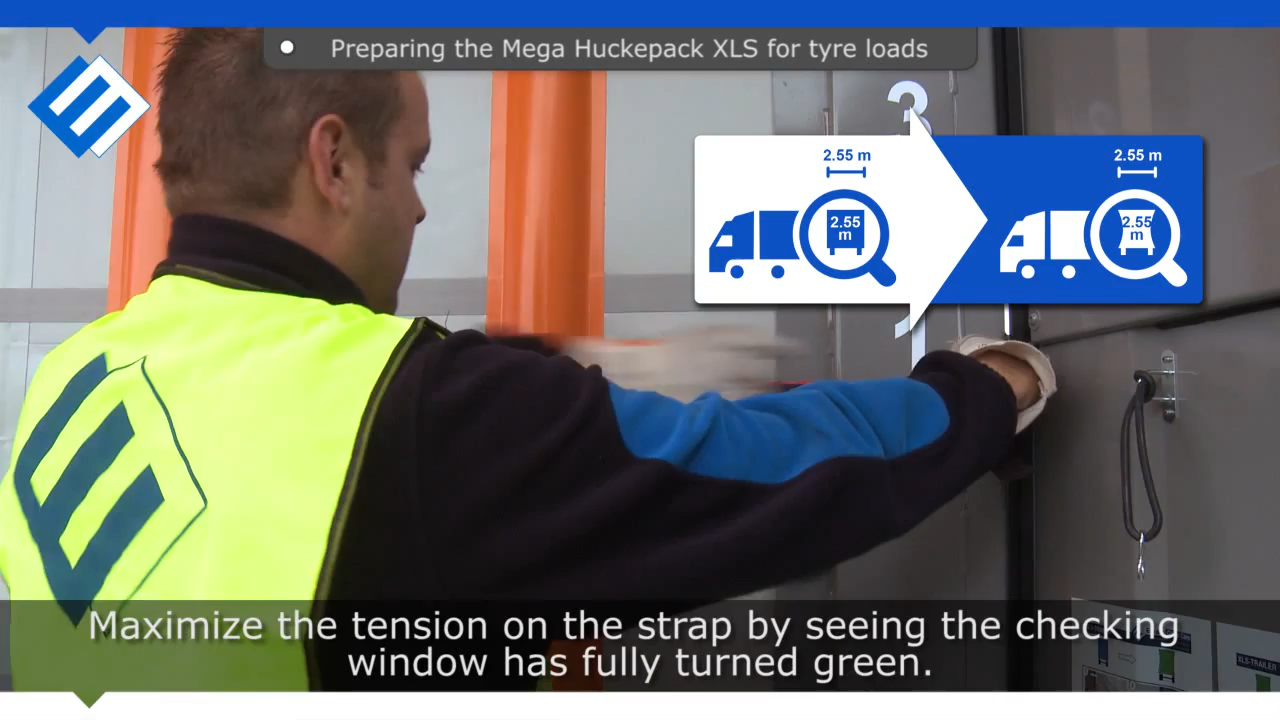 Preparing the Mega Huckepack XLS for tyre loads
2.55 m
2.55 m
2.55
m
2.55
m
Maximize the tension on the strap by seeing the checking
window has fully turned green.
XLS-TRAILER